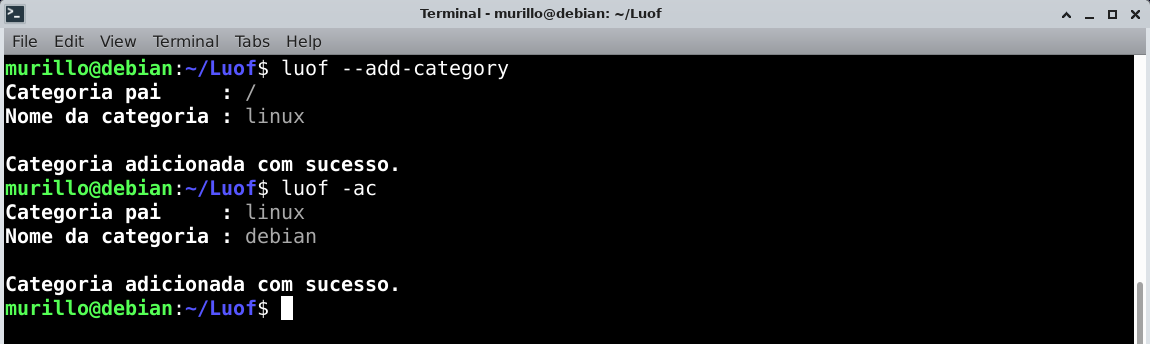 Terminal - murillo@debian: ~/Luof
File Edit View Terminal Tabs Help
murillo@debian:~/Luof$ luof --add-category
Categoria pai     : /
Nome da categoria : linux
Categoria adicionada com sucesso.
murillo@debian:~/Luof$ luof -ac
Categoria pai     : linux
Nome da categoria : debian
Categoria adicionada com sucesso.
murillo@debian:~/Luof$